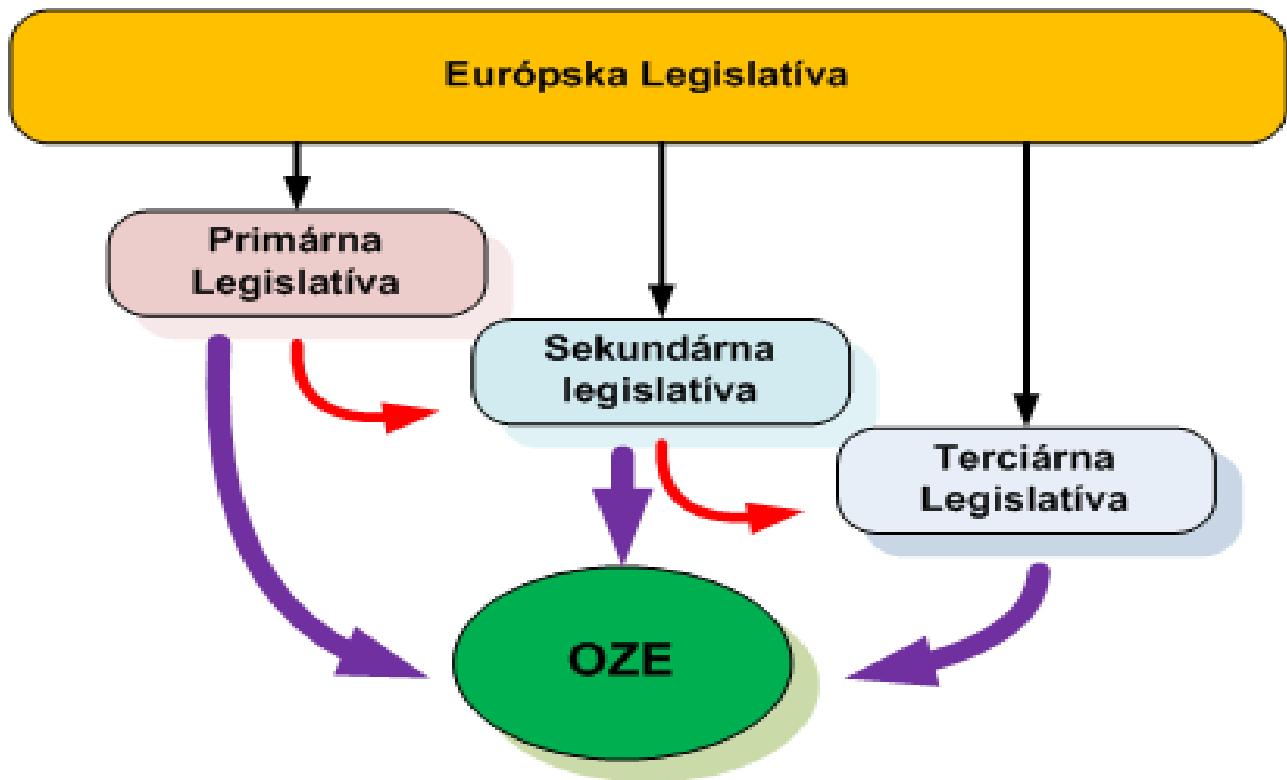 Európska Legislatíva
Primárna
Legislatíva
Sekundárna
legislatíva
Terciárna
Legislatíva
OZE